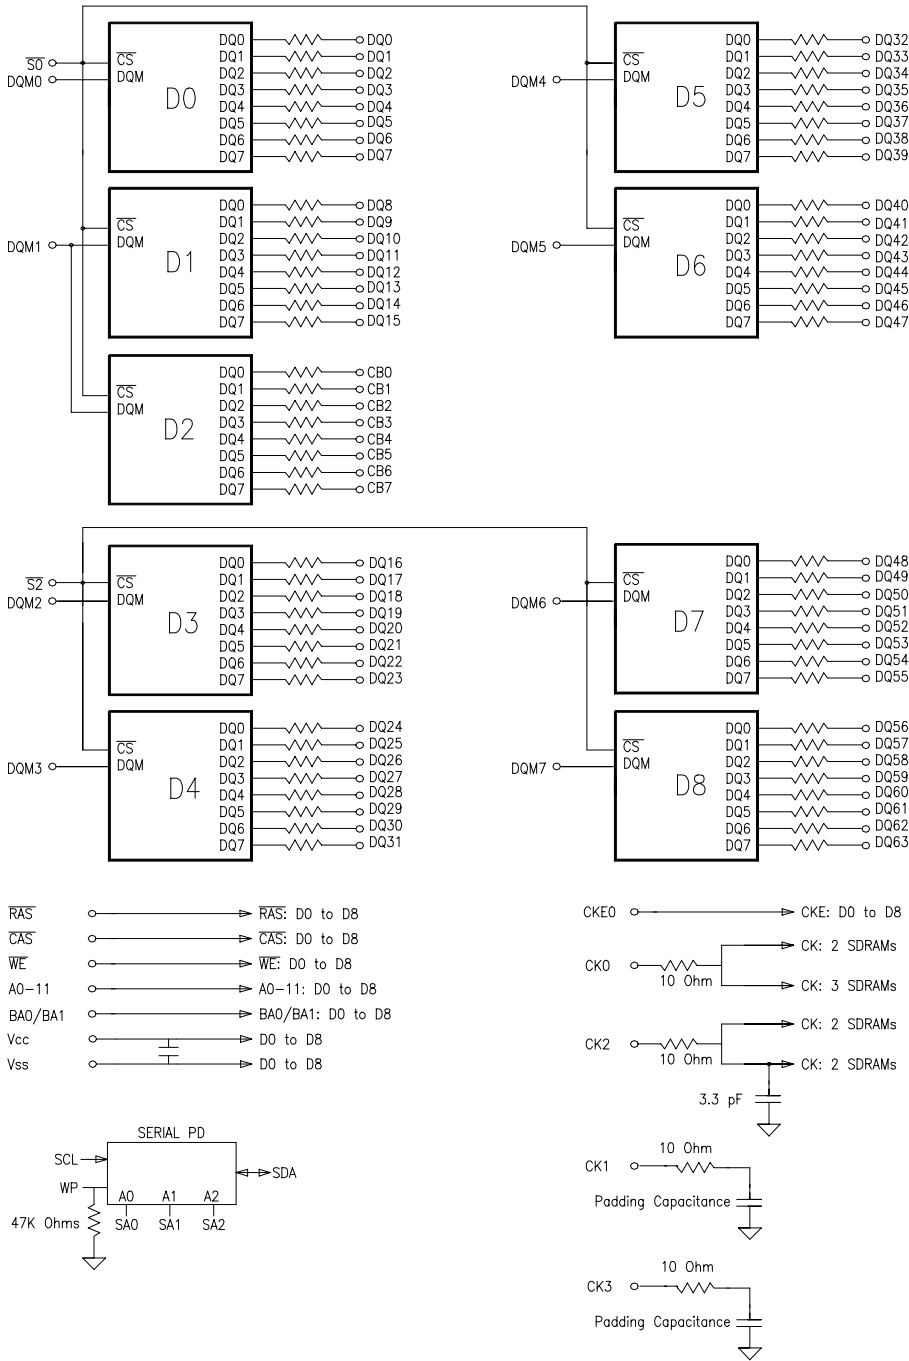 DQ0 DQ0
S0 CS DQ1 DQ1
DQM0 DQM DQ2 DQ2
D0 DQ3 DQ3
DQ4 DQ4
DQ5 DQ5
DQ6 DQ6
DQ7 DQ7
DQ0 DQ32
CS DQ1 DQ33
DQM4 DQM DQ2 DQ34
D5 DQ3 DQ35
DQ4 DQ36
DQ5 DQ37
DQ6 DQ38
DQ7 DQ39
DQ0 DQ8
CS DQ1 DQ9
DQM1 DQM DQ2 DQ10
D1 DQ3 DQ11
DQ4 DQ12
DQ5 DQ13
DQ6 DQ14
DQ7 DQ15
DQ0 DQ40
CS DQ1 DQ41
DQM5 DQM DQ2 DQ42
D6 DQ3 DQ43
DQ4 DQ44
DQ5 DQ45
DQ6 DQ46
DQ7 DQ47
DQ0 CB0
CS DQ1 CB1
DQM DQ2 CB2
D2 DQ3 CB3
DQ4 CB4
DQ5 CB5
DQ6 CB6
DQ7 CB7
DQ0 DQ16
S2 CS DQ1 DQ17
DQM2 DQM DQ2 DQ18
D3 DQ3 DQ19
DQ4 DQ20
DQ5 DQ21
DQ6 DQ22
DQ7 DQ23
DQ0 DQ48
CS DQ1 DQ49
DQM6 DQM DQ2 DQ50
D7 DQ3 DQ51
DQ4 DQ52
DQ5 DQ53
DQ6 DQ54
DQ7 DQ55
DQ0 DQ24
CS DQ1 DQ25
DQM3 DQM DQ2 DQ26
D4 DQ3 DQ27
DQ4 DQ28
DQ5 DQ29
DQ6 DQ30
DQ7 DQ31
DQ0 DQ56
CS DQ1 DQ57
DQM7 DQM DQ2 DQ58
D8 DQ3 DQ59
DQ4 DQ60
DQ5 DQ61
DQ6 DQ62
DQ7 DQ63
RAS RAS: D0 to D8
CAS CAS: D0 to D8
WE WE: D0 to D8
A0-11 A0-11: D0 to D8
BA0/BA1 BA0/BA1: D0 to D8
Vcc D0 to D8
Vss D0 to D8
CKE0 CKE: D0 to D8
CK: 2 SDRAMs
CK0
10 Ohm CK: 3 SDRAMs
CK: 2 SDRAMs
CK2
10 Ohm CK: 2 SDRAMs
3.3 pF
SERIAL PD
SCL
SDA
WP
A0 A1 A2
47K Ohms SA0 SA1 SA2
10 Ohm
CK1
Padding Capacitance
10 Ohm
CK3
Padding Capacitance